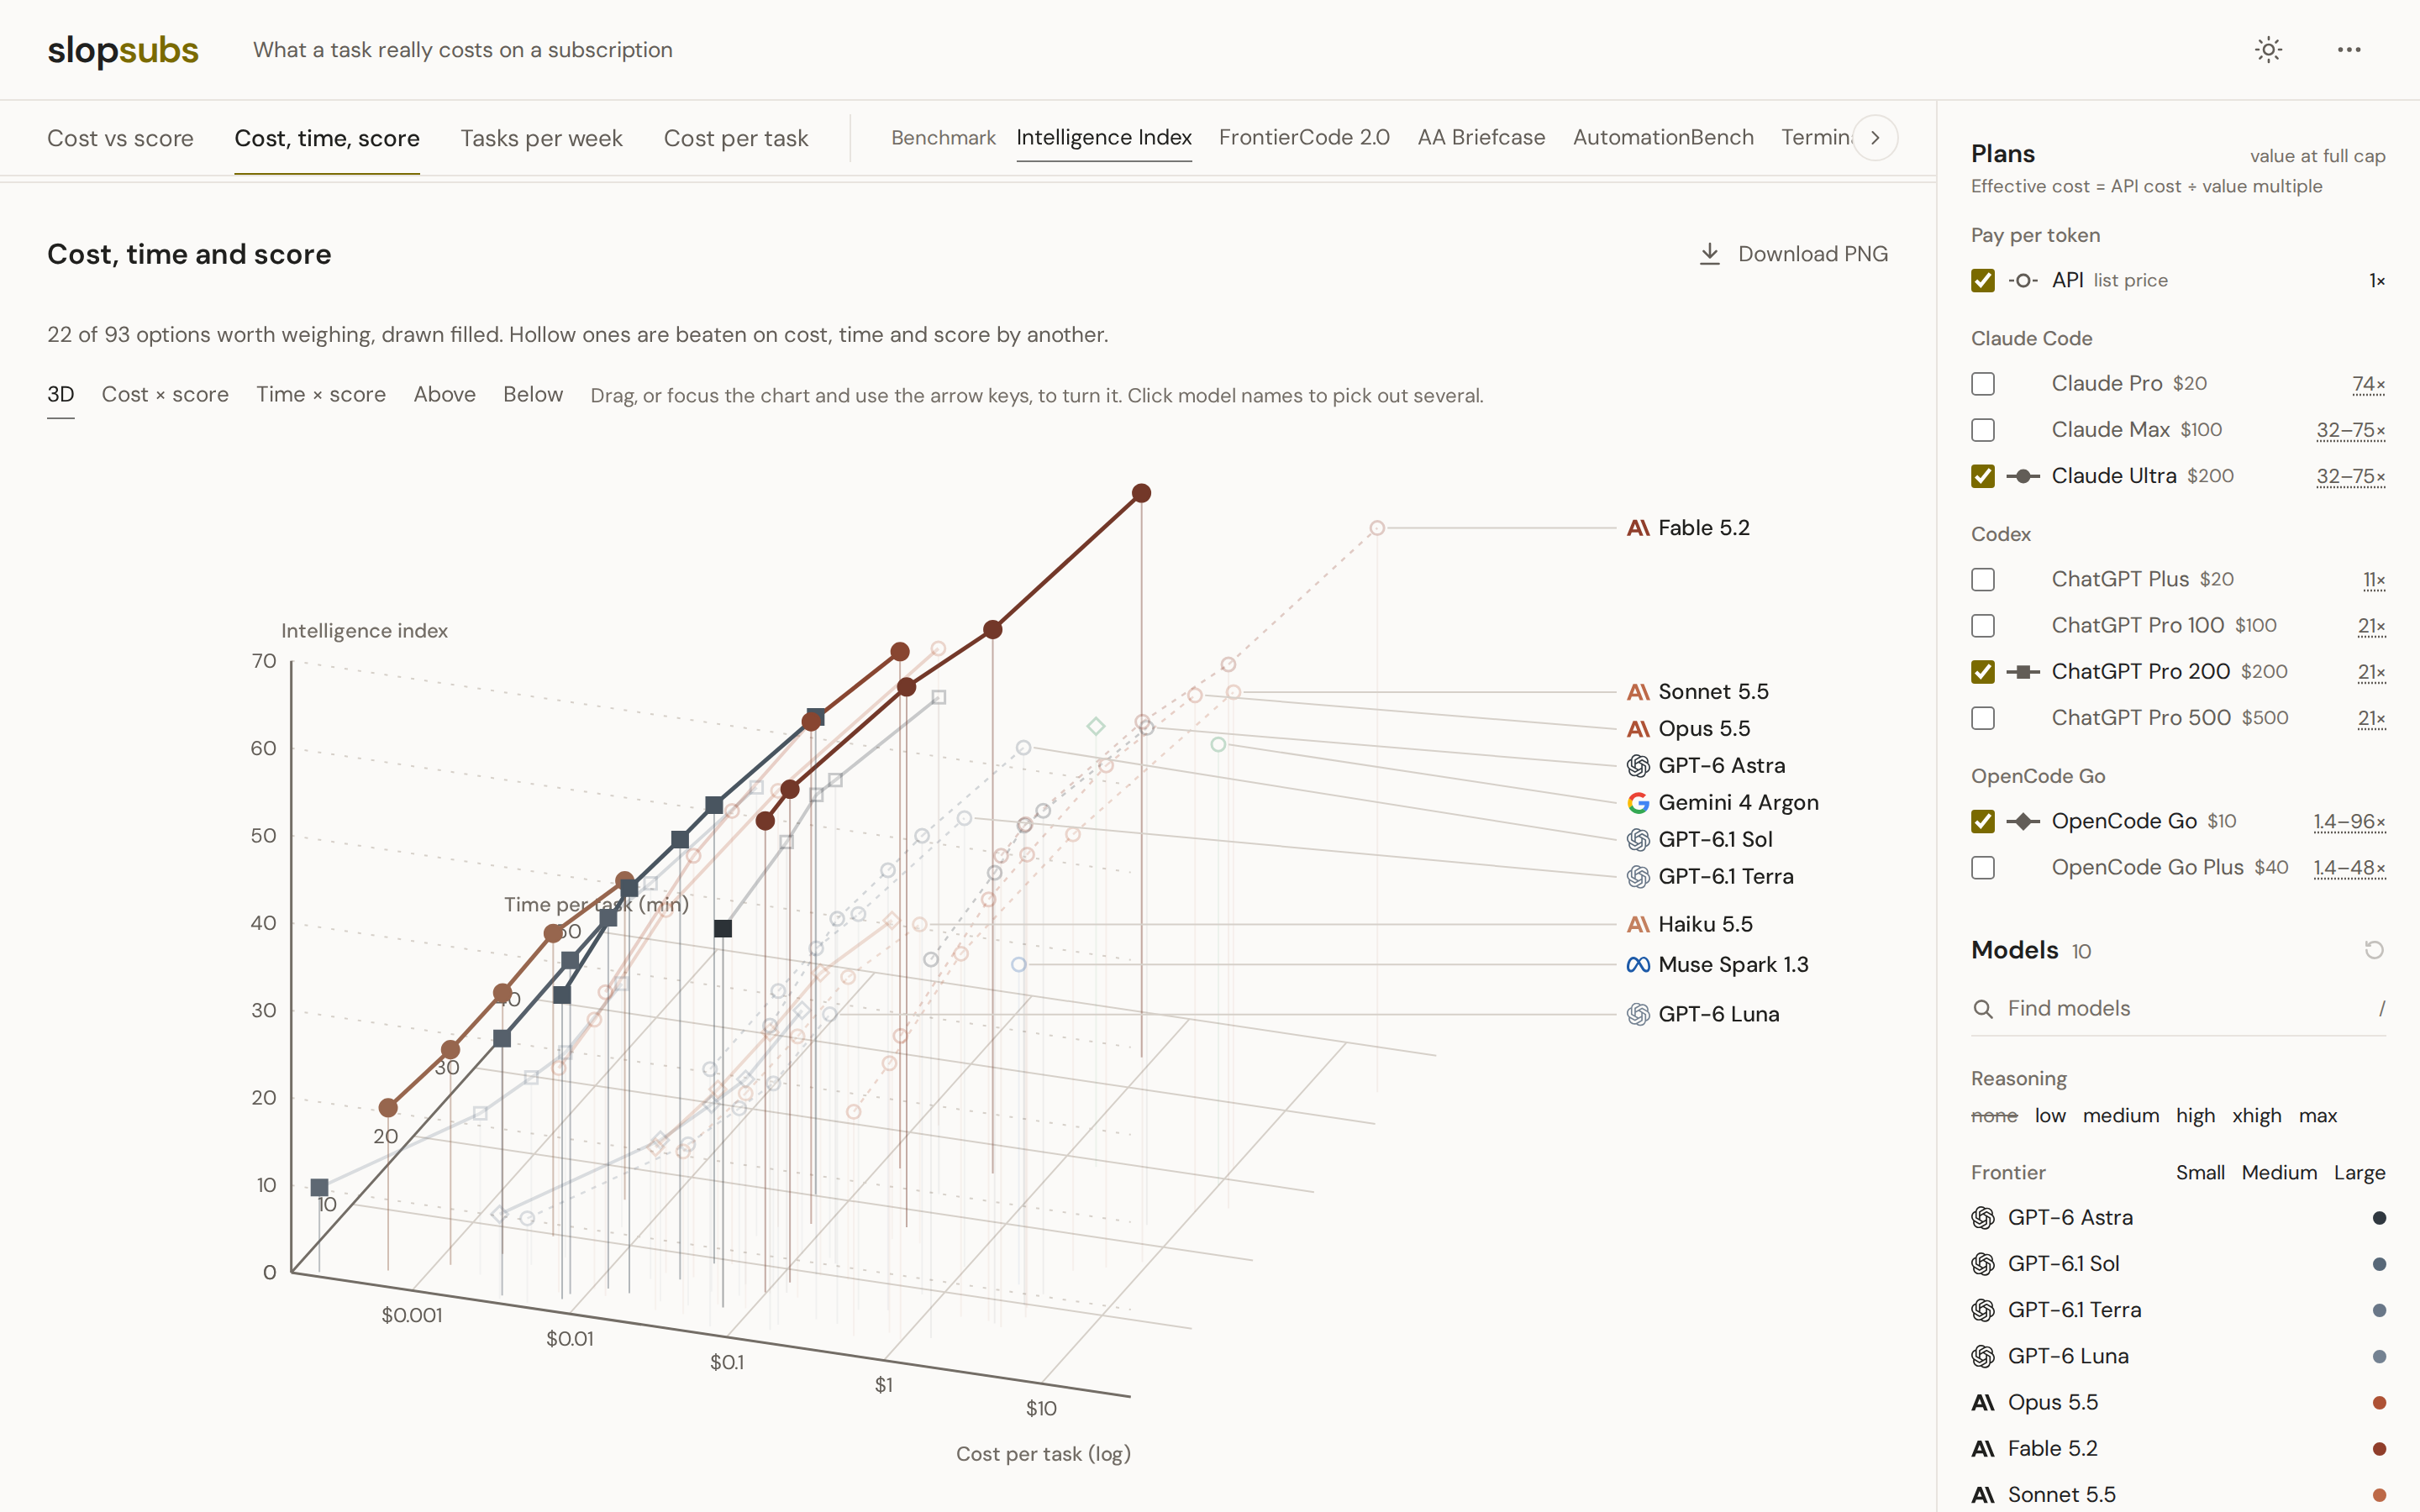 slopsubs
What a task really costs on a subscription
Cost vs score
Cost, time, score
Tasks per week
Cost per task
Benchmark
Intelligence Index
FrontierCode 2.0
AA Briefcase
AutomationBench
Termin
Cost, time and score
Download PNG
22 of 93 options worth weighing, drawn filled. Hollow ones are beaten on cost, time and score by another.
3D
Cost × score
Time × score
Above
Below
Drag, or focus the chart and use the arrow keys, to turn it. Click model names to pick out several.
Intelligence index
70
60
50
40
30
20
10
0
Time per task (min)
50
40
30
20
10
$0.001
$0.01
$0.1
$1
$10
Cost per task (log)
Fable 5.2
Sonnet 5.5
Opus 5.5
GPT-6 Astra
Gemini 4 Argon
GPT-6.1 Sol
GPT-6.1 Terra
Haiku 5.5
Muse Spark 1.3
GPT-6 Luna
Plans
value at full cap
Effective cost = API cost ÷ value multiple
Pay per token
API list price 1×
Claude Code
Claude Pro $20 74×
Claude Max $100 32–75×
Claude Ultra $200 32–75×
Codex
ChatGPT Plus $20 11×
ChatGPT Pro 100 $100 21×
ChatGPT Pro 200 $200 21×
ChatGPT Pro 500 $500 21×
OpenCode Go
OpenCode Go $10 1.4–96×
OpenCode Go Plus $40 1.4–48×
Models 10
Find models /
Reasoning
none low medium high xhigh max
Frontier Small Medium Large
GPT-6 Astra
GPT-6.1 Sol
GPT-6.1 Terra
GPT-6 Luna
Opus 5.5
Fable 5.2
Sonnet 5.5